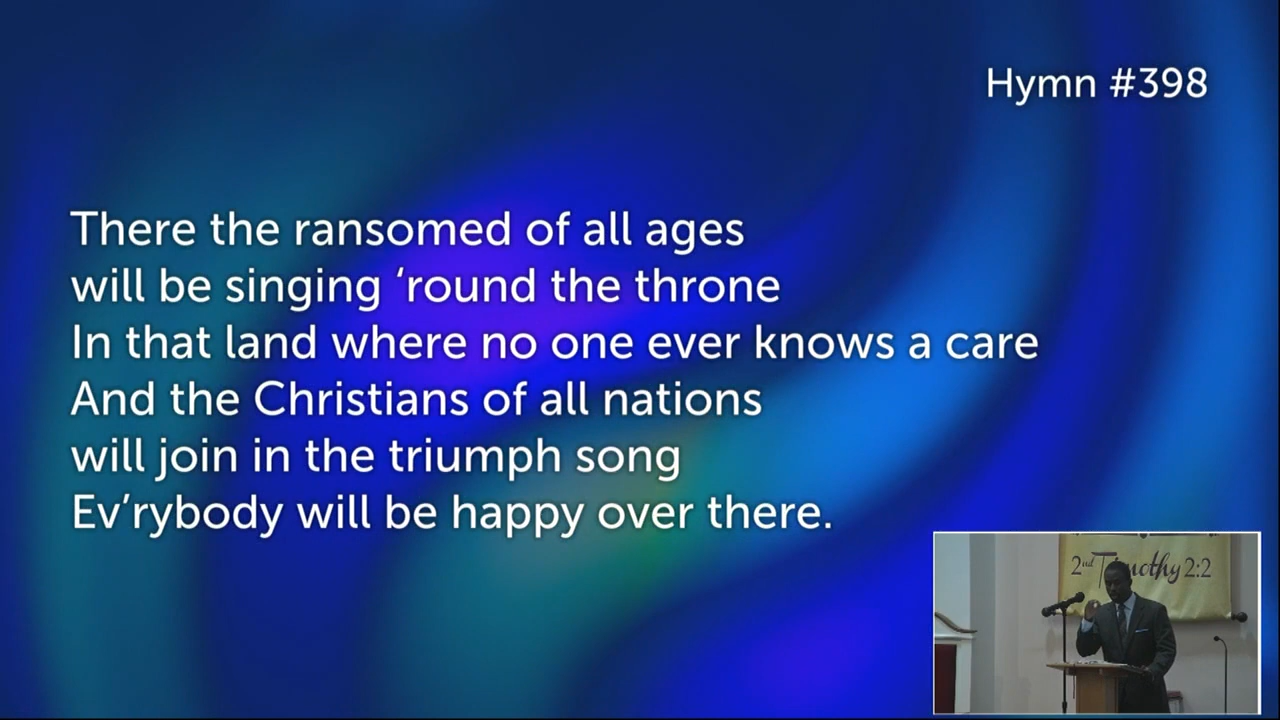 Hymn #398
There the ransomed of all ages
will be singing ‘round the throne
In that land where no one ever knows a care
And the Christians of all nations
will join in the triumph song
Ev’rybody will be happy over there.
2nd Timothy 2:2